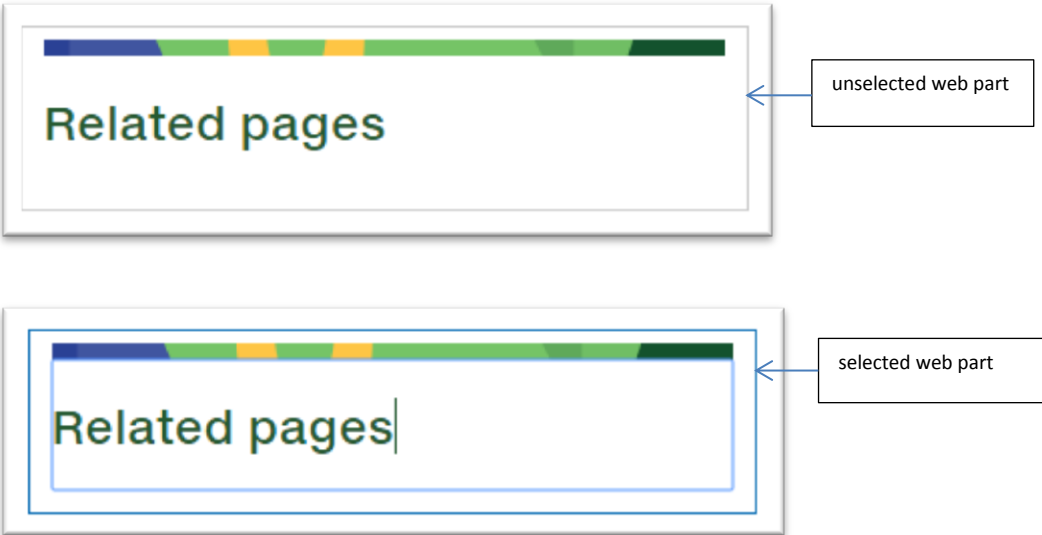 Related pages
unselected web part
Related pages
selected web part